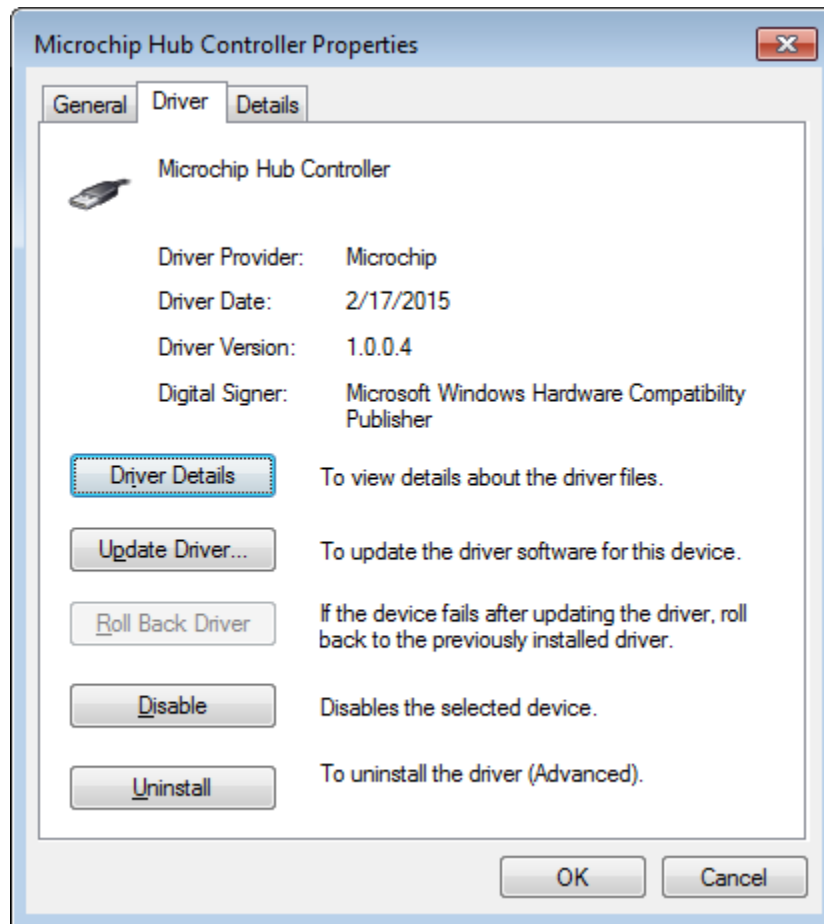 Microchip Hub Controller Properties
General
Driver
Details
Microchip Hub Controller
Driver Provider: Microchip
Driver Date: 2/17/2015
Driver Version: 1.0.0.4
Digital Signer: Microsoft Windows Hardware Compatibility
Publisher
Driver Details To view details about the driver files.
Update Driver... To update the driver software for this device.
Roll Back Driver If the device fails after updating the driver, roll
back to the previously installed driver.
Disable Disables the selected device.
Uninstall To uninstall the driver (Advanced).
OK Cancel